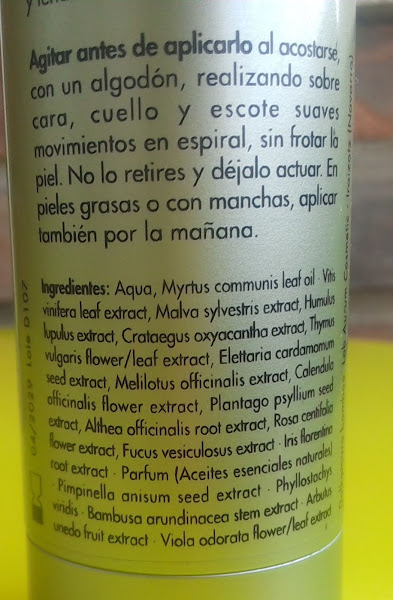 Agitar antes de aplicarlo al acostarse,
con un algodón, realizando sobre
cara, cuello y escote suaves
movimientos en espiral, sin frotar la
piel. No lo retires y déjalo actuar. En
pieles grasas o con manchas, aplicar
también por la mañana.
Ingredientes: Aqua, Myrtus communis leaf oil · Vitis
vinifera leaf extract, Malva sylvestris extract, Humulus
lupulus extract, Crataegus oxyacantha extract, Thymus
vulgaris flower/leaf extract, Elettaria cardamomum
seed extract, Melilotus officinalis extract, Calendula
officinalis flower extract, Plantago psyllium seed
extract, Althea officinalis root extract, Rosa centifolia
flower extract, Fucus vesiculosus extract · Iris florentina
root extract · Parfum (Aceites esenciales naturales)
· Pimpinella anisum seed extract · Phyllostachys
viridis · Bambusa arundinacea stem extract · Arbutus
unedo fruit extract · Viola odorata flower/leaf extract
04/2029 Lote 0107